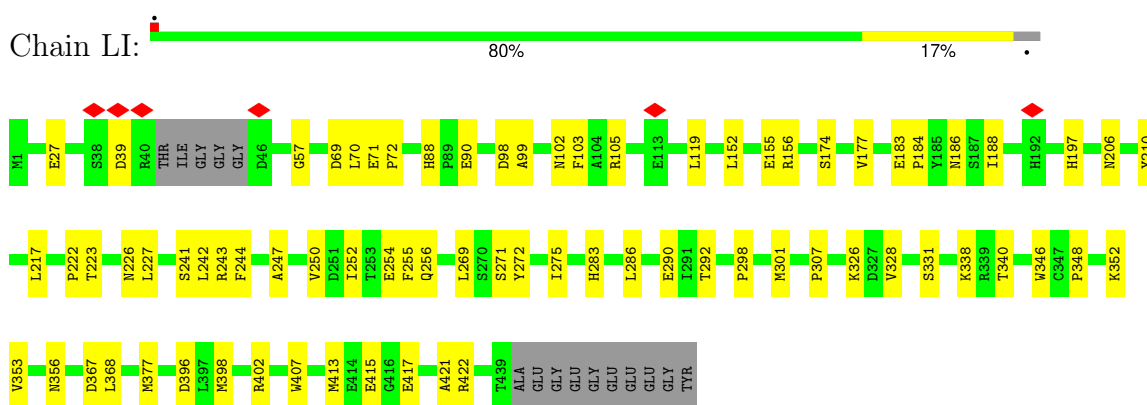 Chain LI:
80% 17%
M1 E27 S38 D39 R40 THR ILE GLY GLY GLY D46 G57 D69 L70 E71 P72 H88 P89 E90 D98 A99 N102 F103 A104 R105 E113 L119 L152 E155 R156 S174 V177 E183 P184 Y185 N186 S187 I188 H192 H197 N206 Y210
L217 P222 T223 N226 L227 S241 L242 R243 F244 A247 V250 D251 I252 T253 E254 F255 Q256 L269 S270 S271 Y272 I275 H283 L286 E290 I291 T292 P298 M301 P307 K326 D327 V328 S331 K338 R339 T340 W346 C347 P348 K352
V353 N356 D367 L368 M377 D396 L397 M398 R402 W407 M413 E414 E415 G416 E417 A421 R422 T439 ALA GLU GLY GLU GLY GLU GLU GLU GLY TYR